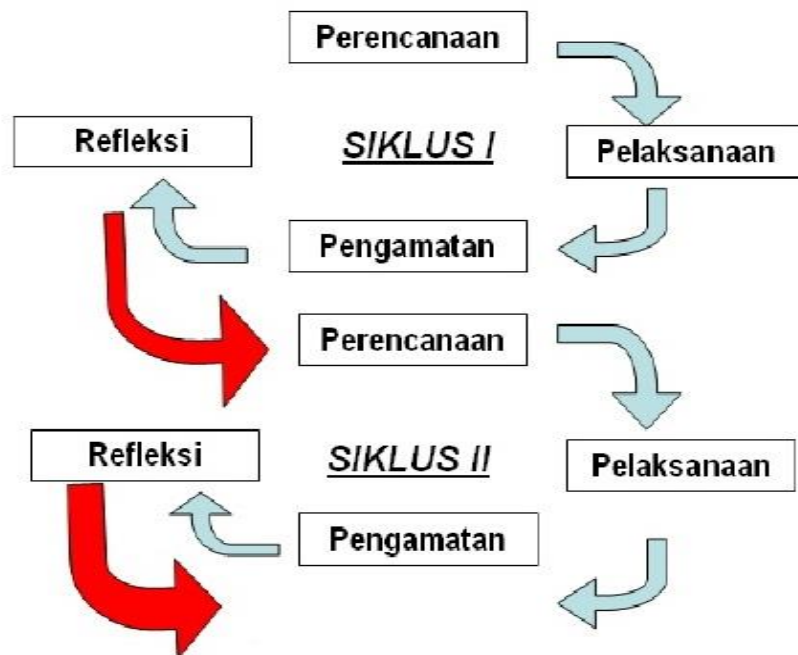 Perencanaan
Refleksi
SIKLUS I
Pelaksanaan
Pengamatan
Perencanaan
Refleksi
SIKLUS II
Pelaksanaan
Pengamatan